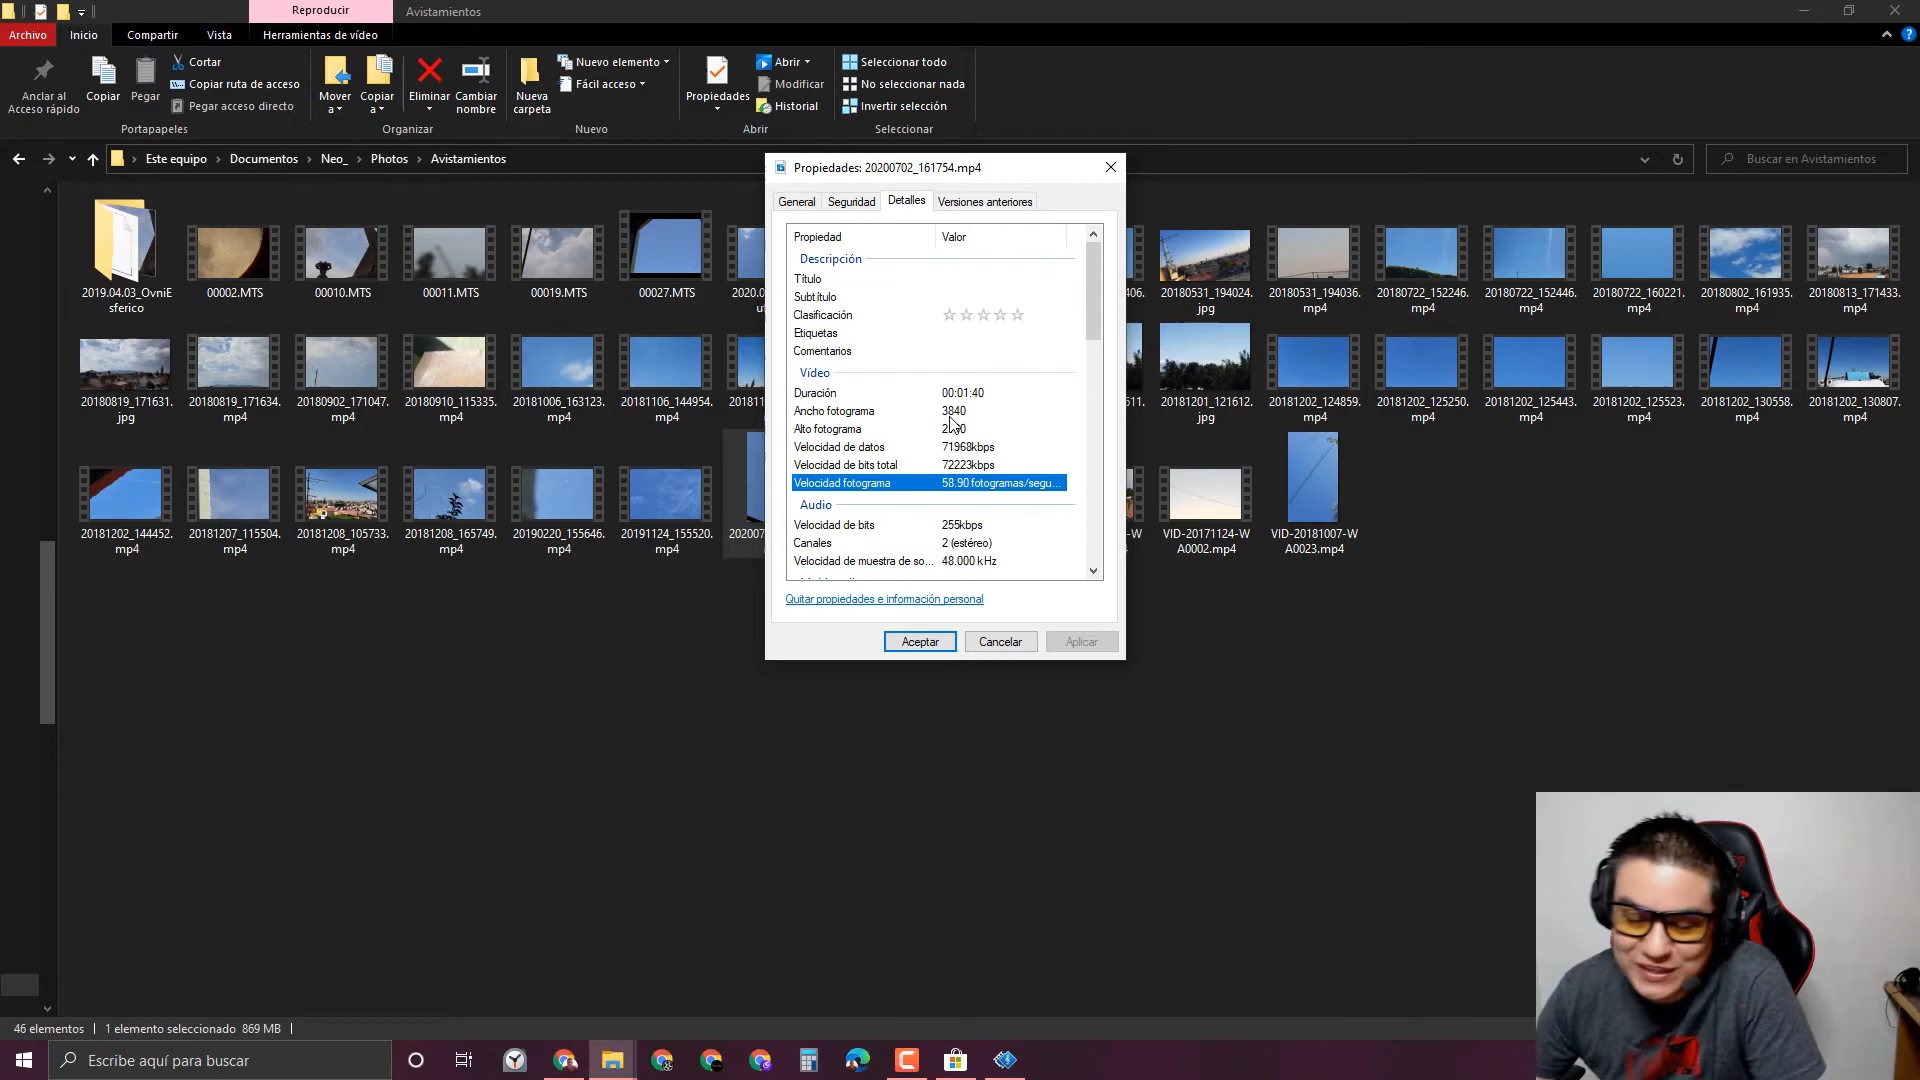 Reproducir
Avistamientos
Archivo
Inicio
Compartir
Vista
Herramientas de vídeo
Anclar al
Acceso rápido
Copiar
Pegar
Cortar
Copiar ruta de acceso
Pegar acceso directo
Portapapeles
Mover
a
Copiar
a
Eliminar
Cambiar
nombre
Organizar
Nueva
carpeta
Nuevo elemento
Fácil acceso
Nuevo
Propiedades
Abrir
Modificar
Historial
Abrir
Seleccionar todo
No seleccionar nada
Invertir selección
Seleccionar
Este equipo > Documentos > Neo_ > Photos > Avistamientos
Buscar en Avistamientos
2019.04.03_OvniE
sferico
00002.MTS
00010.MTS
00011.MTS
00019.MTS
00027.MTS
20180531_194024.
jpg
20180531_194036.
mp4
20180722_152246.
mp4
20180722_152446.
mp4
20180722_160221.
mp4
20180802_161935.
mp4
20180813_171433.
mp4
20180819_171631.
jpg
20180819_171634.
mp4
20180902_171047.
mp4
20180910_115335.
mp4
20181006_163123.
mp4
20181106_144954.
mp4
20181201_121612.
jpg
20181202_124859.
mp4
20181202_125250.
mp4
20181202_125443.
mp4
20181202_125523.
mp4
20181202_130558.
mp4
20181202_130807.
mp4
20181202_144452.
mp4
20181207_115504.
mp4
20181208_105733.
mp4
20181208_165749.
mp4
20190220_155646.
mp4
20191124_155520.
mp4
VID-20171124-W
A0002.mp4
VID-20181007-W
A0023.mp4
Propiedades: 20200702_161754.mp4
General
Seguridad
Detalles
Versiones anteriores
Propiedad Valor
Descripción
Título
Subtítulo
Clasificación
Etiquetas
Comentarios
Vídeo
Duración 00:01:40
Ancho fotograma 3840
Alto fotograma
Velocidad de datos 71968kbps
Velocidad de bits total 72223kbps
Velocidad fotograma 58.90 fotogramas/segu...
Audio
Velocidad de bits 255kbps
Canales 2 (estéreo)
Velocidad de muestra de so... 48.000 kHz
Quitar propiedades e información personal
Aceptar
Cancelar
Aplicar
46 elementos
1 elemento seleccionado 869 MB
Escribe aquí para buscar